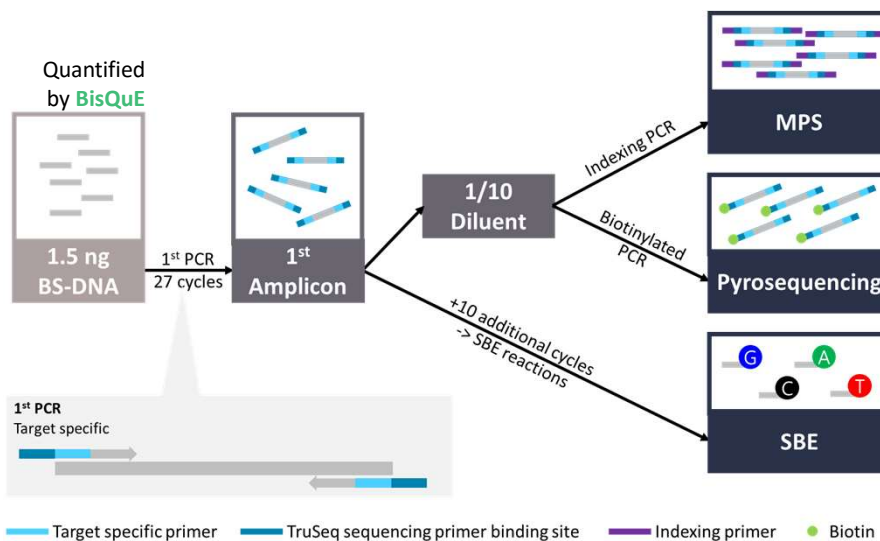 Quantified
by BisQuE
1.5 ng
BS-DNA
1st PCR
27 cycles
1st
Amplicon
1/10
Diluent
Indexing PCR
Biotinylated
PCR
+10 additional cycles
-> SBE reactions
MPS
Pyrosequencing
G
A
C
T
SBE
1st PCR
Target specific
Target specific primer
TruSeq sequencing primer binding site
Indexing primer
Biotin